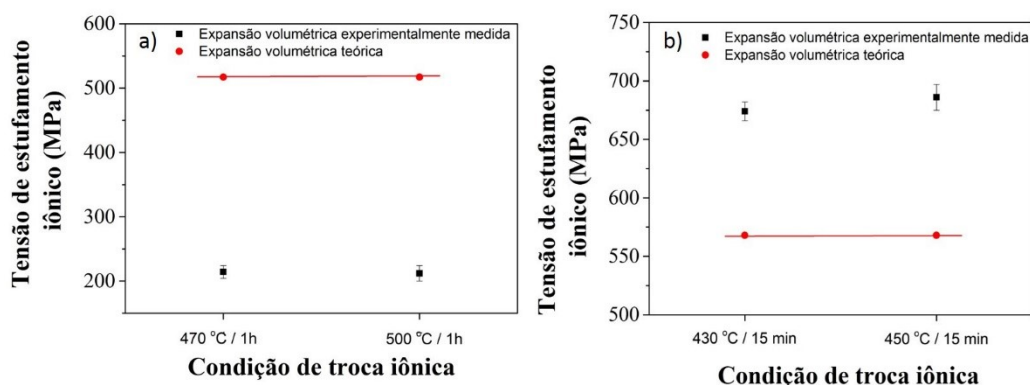 a)
Expansão volumétrica experimentalmente medida
Expansão volumétrica teórica
600
500
400
300
200
Tensão de estufamento
iônico (MPa)
470 °C / 1h
500 °C / 1h
Condição de troca iônica
b)
Expansão volumétrica experimentalmente medida
Expansão volumétrica teórica
750
700
650
600
550
500
Tensão de estufamento
iônico (MPa)
430 °C / 15 min
450 °C / 15 min
Condição de troca iônica